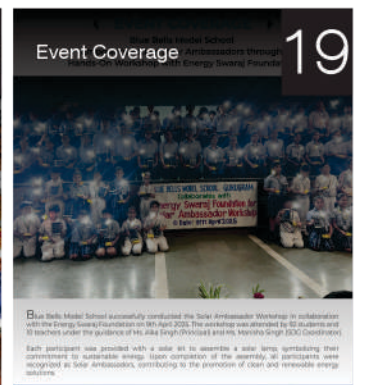 Blue Bells Model School
Event Coverage
19
Ambassadors through
Hands-On Workshop with Energy Swaraj Foundation
BLUE BELLS MODEL SCHOOL, GURUGRAM
Collaborates with
Energy Swaraj Foundation for
Solar Ambassador Workshop
Blue Bells Model School successfully conducted the Solar Ambassador Workshop in collaboration
with the Energy Swaraj Foundation on 9th April 2025. The workshop was attended by 92 students and
10 teachers under the guidance of Ms. Alka Singh (Principal) and Ms. Manisha Singh (SDG Coordinator)
Each participant was provided with a solar kit to assemble a solar lamp, symbolising their
commitment to sustainable energy. Upon completion of the assembly, all participants were
recognized as Solar Ambassadors, contributing to the promotion of clean and renewable energy
solutions.